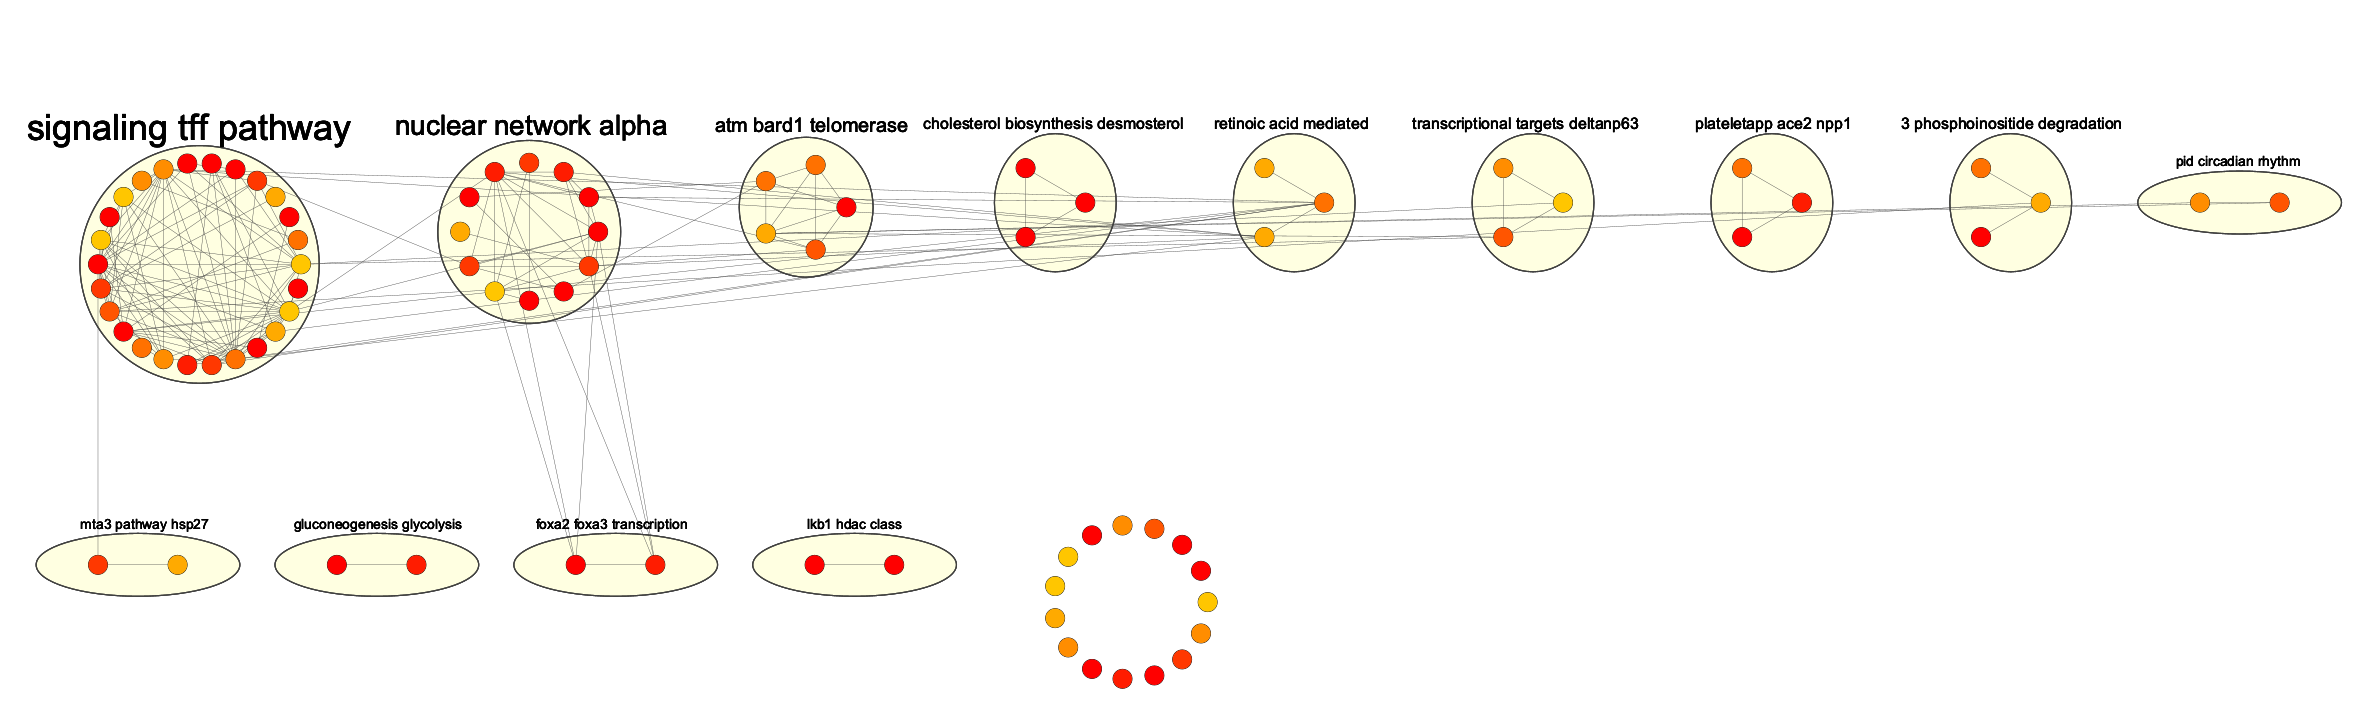 signaling tff pathway
nuclear network alpha
atm bard1 telomerase
cholesterol biosynthesis desmosterol
retinoic acid mediated
transcriptional targets deltanp63
plateletapp ace2 npp1
3 phosphoinositide degradation
pid circadian rhythm
mta3 pathway hsp27
gluconeogenesis glycolysis
foxa2 foxa3 transcription
lkb1 hdac class